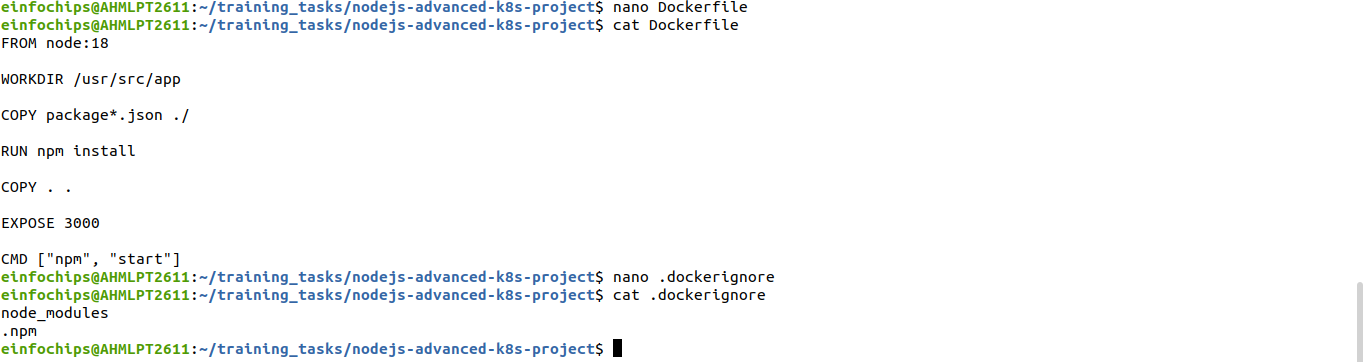 einfochips@AHMLPT2611:~/training_tasks/nodejs-advanced-k8s-project$ nano Dockerfile
einfochips@AHMLPT2611:~/training_tasks/nodejs-advanced-k8s-project$ cat Dockerfile
FROM node:18
WORKDIR /usr/src/app
COPY package*.json ./
RUN npm install
COPY . .
EXPOSE 3000
CMD ["npm", "start"]
einfochips@AHMLPT2611:~/training_tasks/nodejs-advanced-k8s-project$ nano .dockerignore
einfochips@AHMLPT2611:~/training_tasks/nodejs-advanced-k8s-project$ cat .dockerignore
node_modules
.npm
einfochips@AHMLPT2611:~/training_tasks/nodejs-advanced-k8s-project$